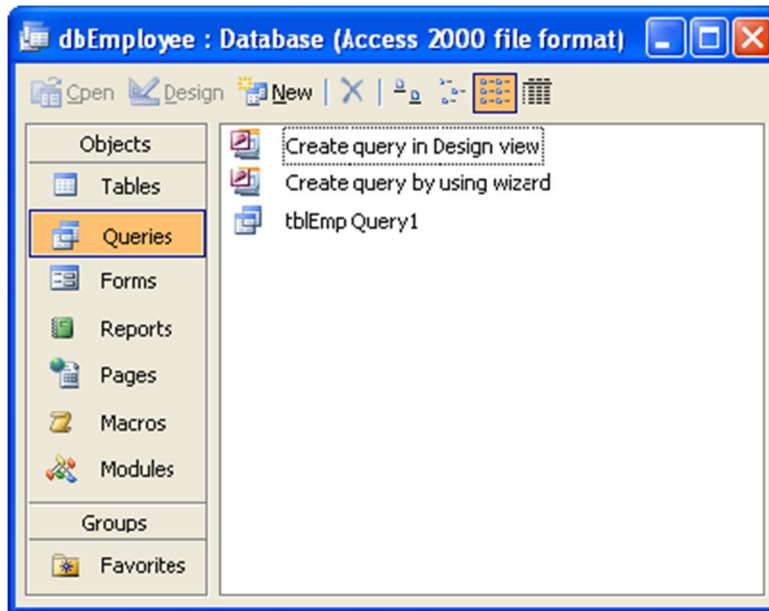 dbEmployee : Database (Access 2000 file format)
Open Design New
Objects
Tables
Queries
Forms
Reports
Pages
Macros
Modules
Groups
Favorites
Create query in Design view
Create query by using wizard
tblEmp Query1